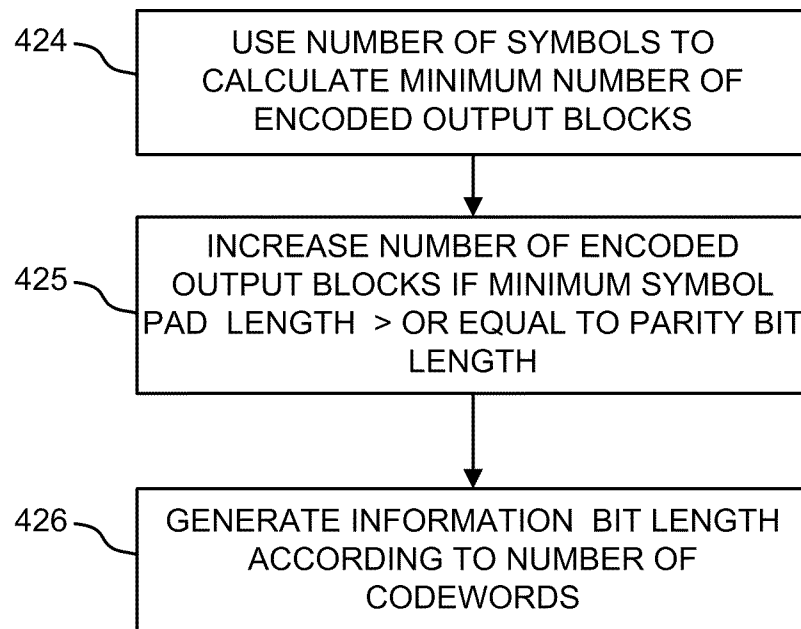 424
USE NUMBER OF SYMBOLS TO
CALCULATE MINIMUM NUMBER OF
ENCODED OUTPUT BLOCKS
425
INCREASE NUMBER OF ENCODED
OUTPUT BLOCKS IF MINIMUM SYMBOL
PAD LENGTH > OR EQUAL TO PARITY BIT
LENGTH
426
GENERATE INFORMATION BIT LENGTH
ACCORDING TO NUMBER OF
CODEWORDS